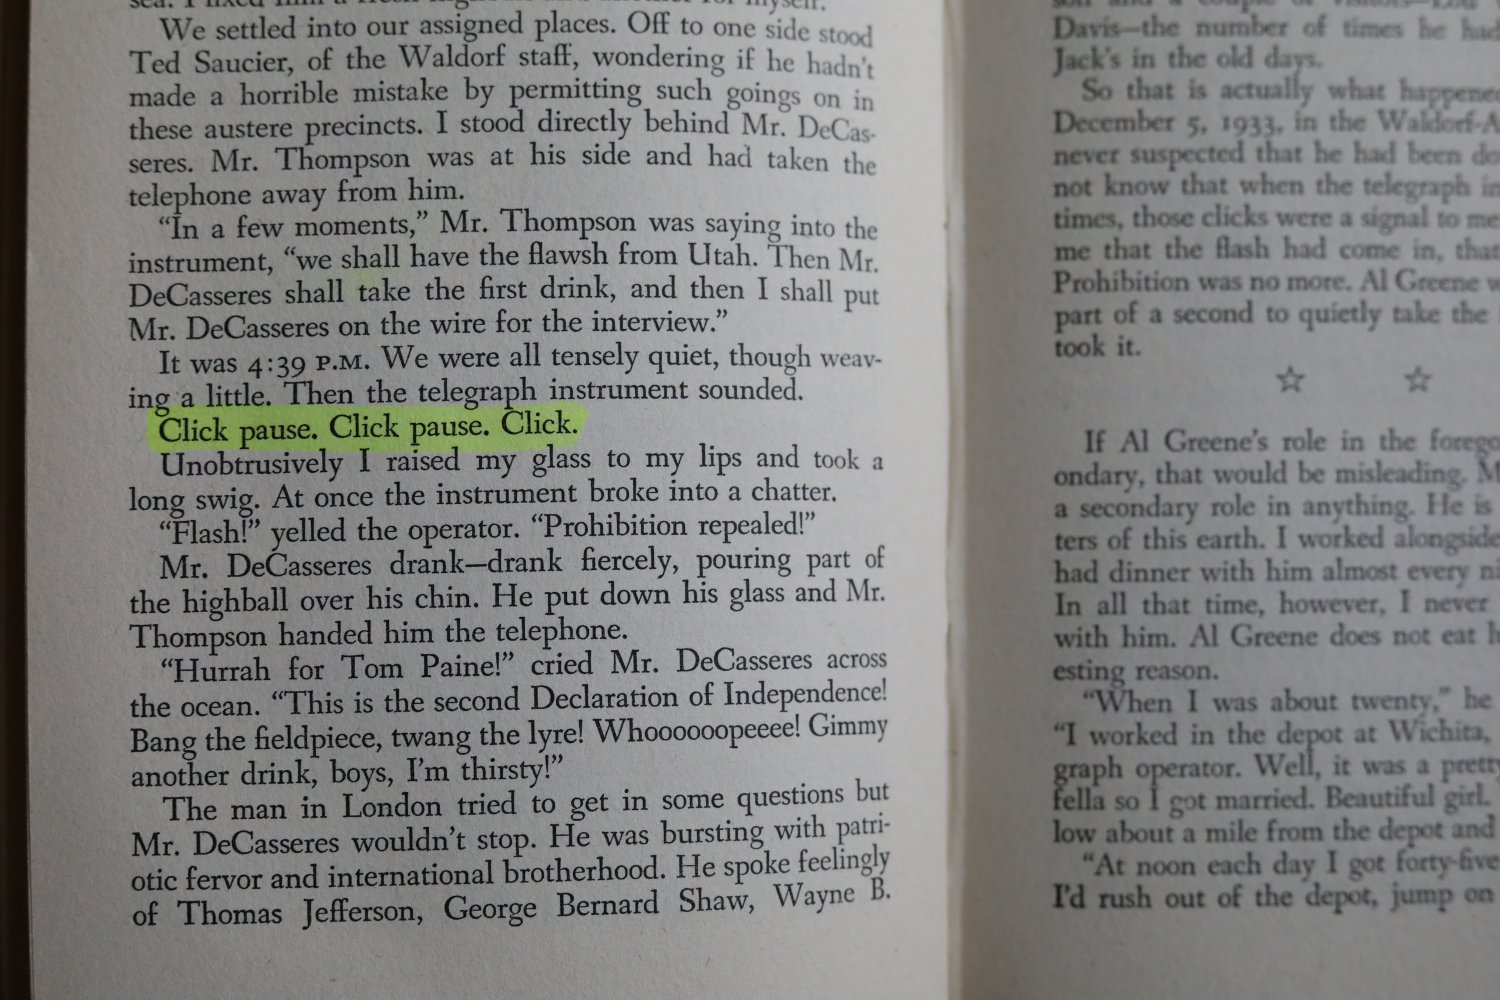 We settled into our assigned places. Off to one side stood
Ted Saucier, of the Waldorf staff, wondering if he hadn't
made a horrible mistake by permitting such goings on in
these austere precincts. I stood directly behind Mr. DeCas-
seres. Mr. Thompson was at his side and had taken the
telephone away from him.
“In a few moments,” Mr. Thompson was saying into the
instrument, “we shall have the flawsh from Utah. Then Mr.
DeCasseres shall take the first drink, and then I shall put
Mr. DeCasseres on the wire for the interview.”
It was 4:39 P.M. We were all tensely quiet, though weav-
ing a little. Then the telegraph instrument sounded.
Click pause. Click pause. Click.
Unobtrusively I raised my glass to my lips and took a
long swig. At once the instrument broke into a chatter.
“Flash!” yelled the operator. “Prohibition repealed!”
Mr. DeCasseres drank—drank fiercely, pouring part of
the highball over his chin. He put down his glass and Mr.
Thompson handed him the telephone.
“Hurrah for Tom Paine!” cried Mr. DeCasseres across
the ocean. “This is the second Declaration of Independence!
Bang the fieldpiece, twang the lyre! Whoooooopeeee! Gimmy
another drink, boys, I'm thirsty!”
The man in London tried to get in some questions but
Mr. DeCasseres wouldn't stop. He was bursting with patri-
otic fervor and international brotherhood. He spoke feelingly
of Thomas Jefferson, George Bernard Shaw, Wayne B.
Davis—the number of times he had
Jack's in the old days.
So that is actually what happened
December 5, 1933, in the Waldorf-A
never suspected that he had been do
not know that when the telegraph in
times, those clicks were a signal to me
me that the flash had come in, that
Prohibition was no more. Al Greene w
part of a second to quietly take the
took it.
If Al Greene's role in the forego
ondary, that would be misleading. M
a secondary role in anything. He is
ters of this earth. I worked alongside
had dinner with him almost every ni
In all that time, however, I never
with him. Al Greene does not eat
esting reason.
“When I was about twenty,” he
“I worked in the depot at Wichita,
graph operator. Well, it was a pretty
fella so I got married. Beautiful girl.
low about a mile from the depot and
“At noon each day I got forty-five
I'd rush out of the depot, jump on